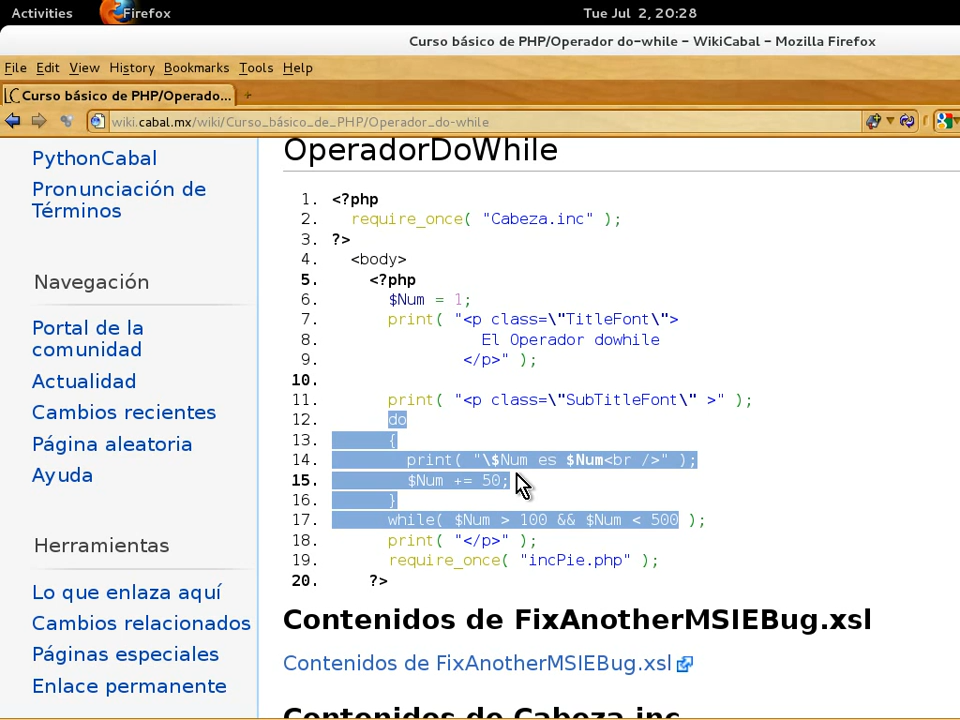 Activities Firefox Tue Jul 2, 20:28
Curso básico de PHP/Operador do-while - WikiCabal - Mozilla Firefox
File Edit View History Bookmarks Tools Help
Curso básico de PHP/Operado...
wiki.cabal.mx/wiki/Curso_básico_de_PHP/Operador_do-while
PythonCabal
Pronunciación de
Términos
Navegación
Portal de la
comunidad
Actualidad
Cambios recientes
Página aleatoria
Ayuda
Herramientas
Lo que enlaza aquí
Cambios relacionados
Páginas especiales
Enlace permanente
OperadorDoWhile
1. <?php
2. require_once( "Cabeza.inc" );
3. ?>
4. <body>
5. <?php
6. $Num = 1;
7. print( "<p class=\"TitleFont\">
8. El Operador dowhile
9. </p>" );
10.
11. print( "<p class=\"SubTitleFont\" >" );
12. do
13. {
14. print( "\$Num es $Num<br />" );
15. $Num += 50;
16. }
17. while( $Num > 100 && $Num < 500 );
18. print( "</p>" );
19. require_once( "incPie.php" );
20. ?>
Contenidos de FixAnotherMSIEBug.xsl
Contenidos de FixAnotherMSIEBug.xsl
Contenidos de Cabeza.inc